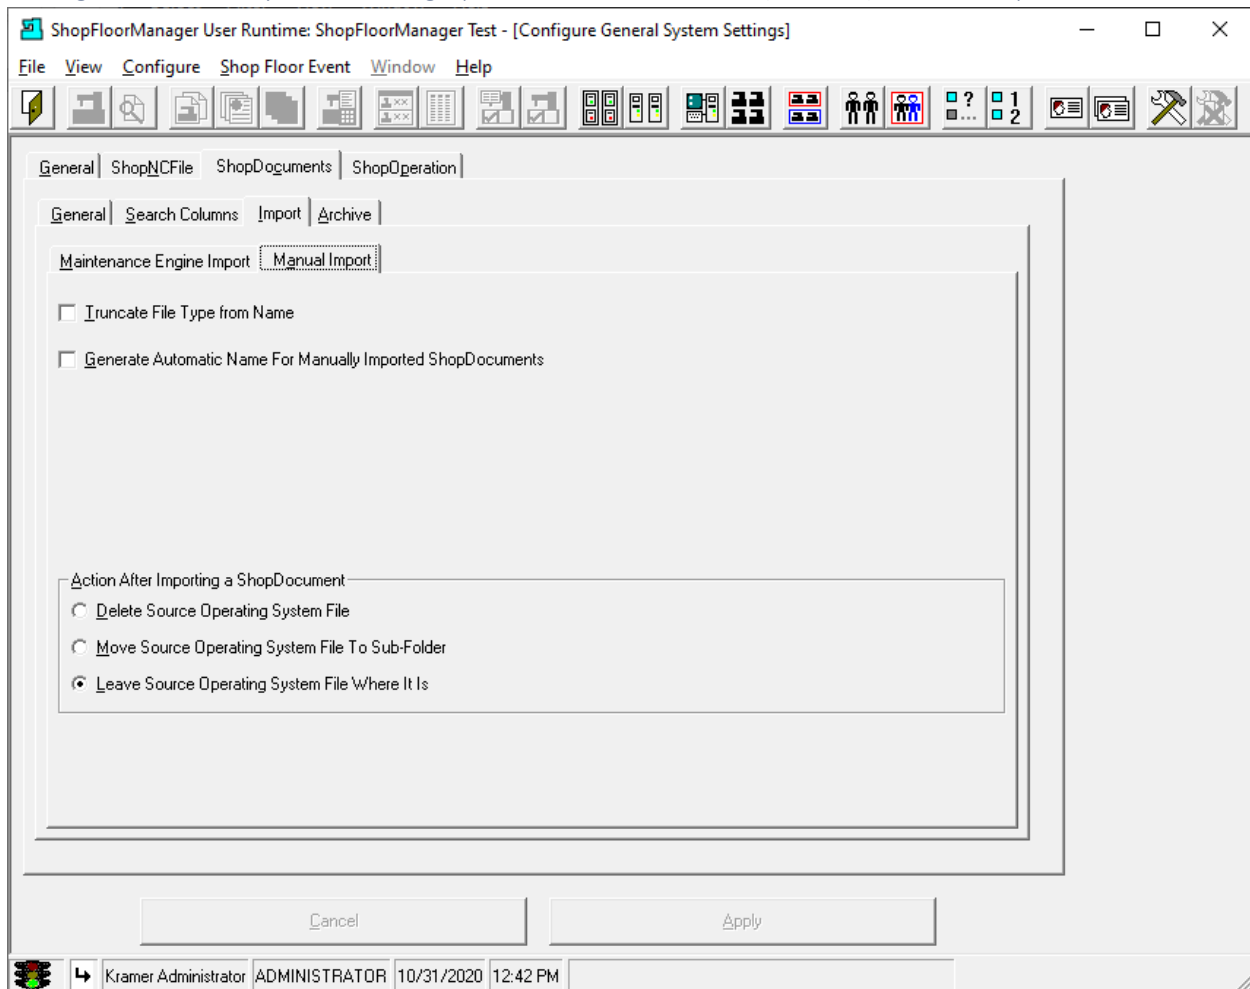 ShopFloorManager User Runtime: ShopFloorManager Test - [Configure General System Settings]
File View Configure Shop Floor Event Window Help
General ShopNCFile ShopDocuments ShopOperation
General Search Columns Import Archive
Maintenance Engine Import Manual Import
Truncate File Type from Name
Generate Automatic Name For Manually Imported ShopDocuments
Action After Importing a ShopDocument
Delete Source Operating System File
Move Source Operating System File To Sub-Folder
Leave Source Operating System File Where It Is
Cancel Apply
Kramer Administrator ADMINISTRATOR 10/31/2020 12:42 PM